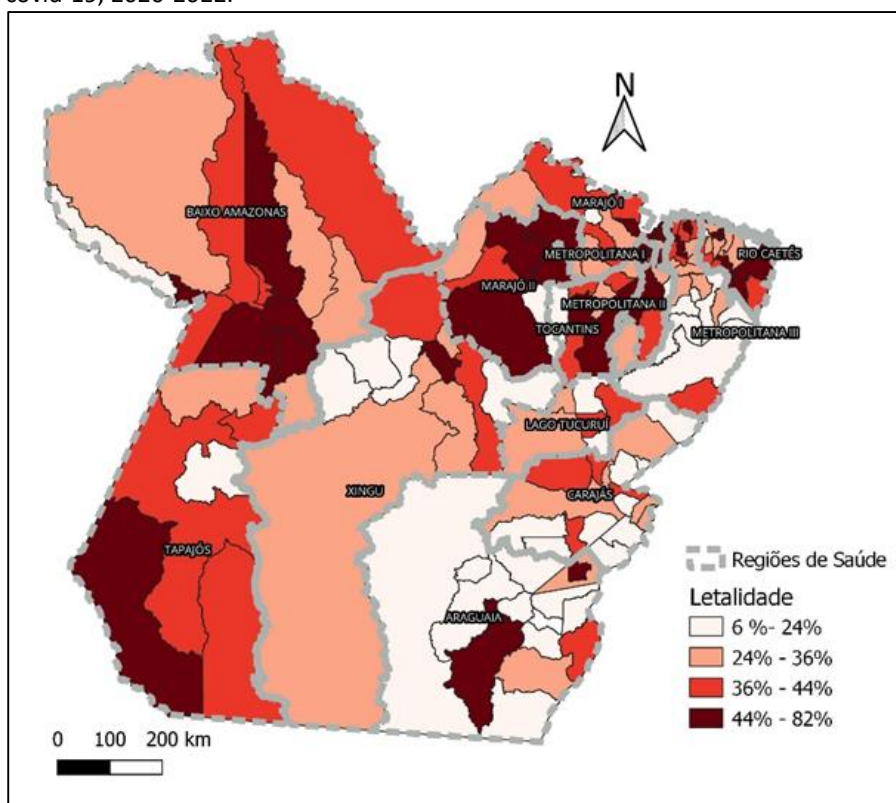 covid-19, 2020-2022.
N
MARAJÓ I
BAIXO AMAZONAS
METROPOLITANA I
RIO CAETÉS
MARAJÓ II
METROPOLITANA II
TOCANTINS
METROPOLITANA III
LAGO TUCURUÍ
XINGU
CARAJÁS
TAPAJÓS
Regiões de Saúde
Letalidade
ARAGUAIA
6 %- 24%
24% - 36%
36% - 44%
44% - 82%
0 100 200 km